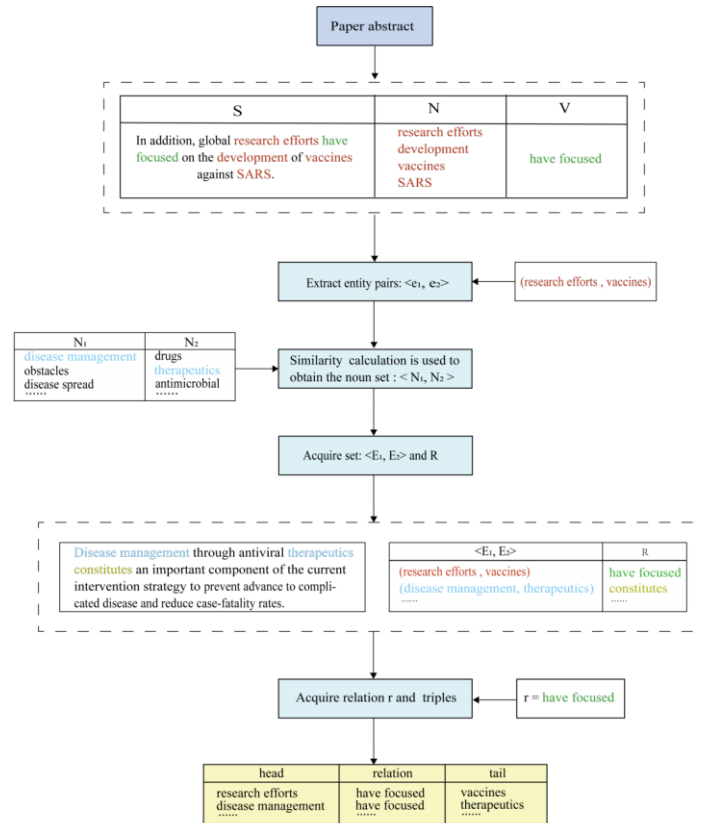 Paper abstract
S N V
In addition, global research efforts have
focused on the development of vaccines
against SARS.
research efforts
development
vaccines
SARS
have focused
Extract entity pairs: <e₁, e₂>
(research efforts , vaccines)
N₁ N₂
disease management
obstacles
disease spread
......
drugs
therapeutics
antimicrobial
......
Similarity calculation is used to
obtain the noun set : < N₁, N₂ >
Acquire set: <E₁, E₂> and R
Disease management through antiviral therapeutics
constitutes an important component of the current
intervention strategy to prevent advance to compli-
cated disease and reduce case-fatality rates.
<E₁, E₂> R
(research efforts , vaccines) have focused
(disease management, therapeutics) constitutes
...... ......
Acquire relation r and triples
r = have focused
head relation tail
research efforts have focused vaccines
disease management have focused therapeutics
...... ...... ......